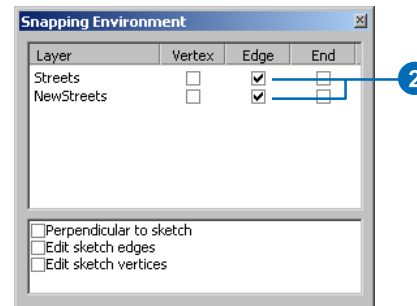 Snapping Environment
Layer Vertex Edge End
Streets
NewStreets
2
Perpendicular to sketch
Edit sketch edges
Edit sketch vertices